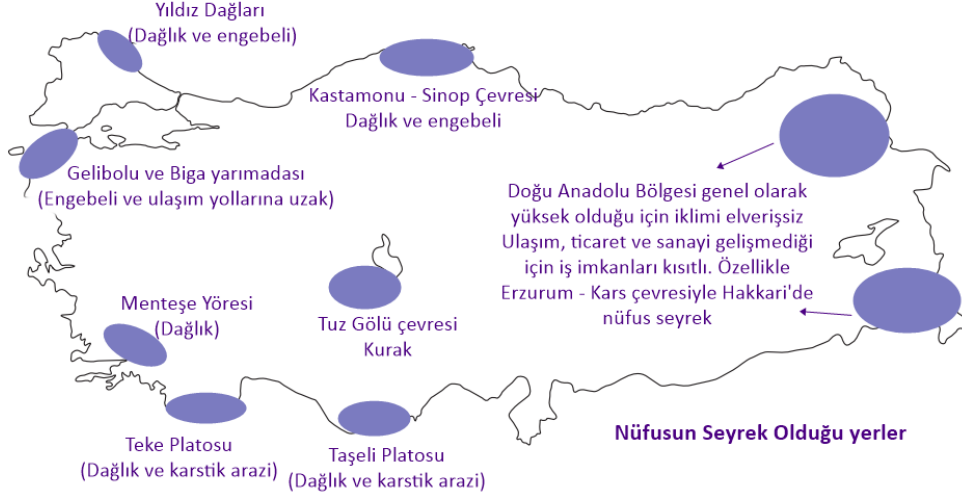 Yıldız Dağları
(Dağlık ve engebeli)
Kastamonu - Sinop Çevresi
Dağlık ve engebeli
Gelibolu ve Biga yarımadası
(Engebeli ve ulaşım yollarına uzak)
Doğu Anadolu Bölgesi genel olarak
yüksek olduğu için iklimi elverişsiz
Ulaşım, ticaret ve sanayi gelişmediği
için iş imkanları kısıtlı. Özellikle
Erzurum - Kars çevresiyle Hakkari'de
nüfus seyrek
Menteşe Yöresi
(Dağlık)
Tuz Gölü çevresi
Kurak
Teke Platosu
(Dağlık ve karstik arazi)
Taşeli Platosu
(Dağlık ve karstik arazi)
Nüfusun Seyrek Olduğu yerler